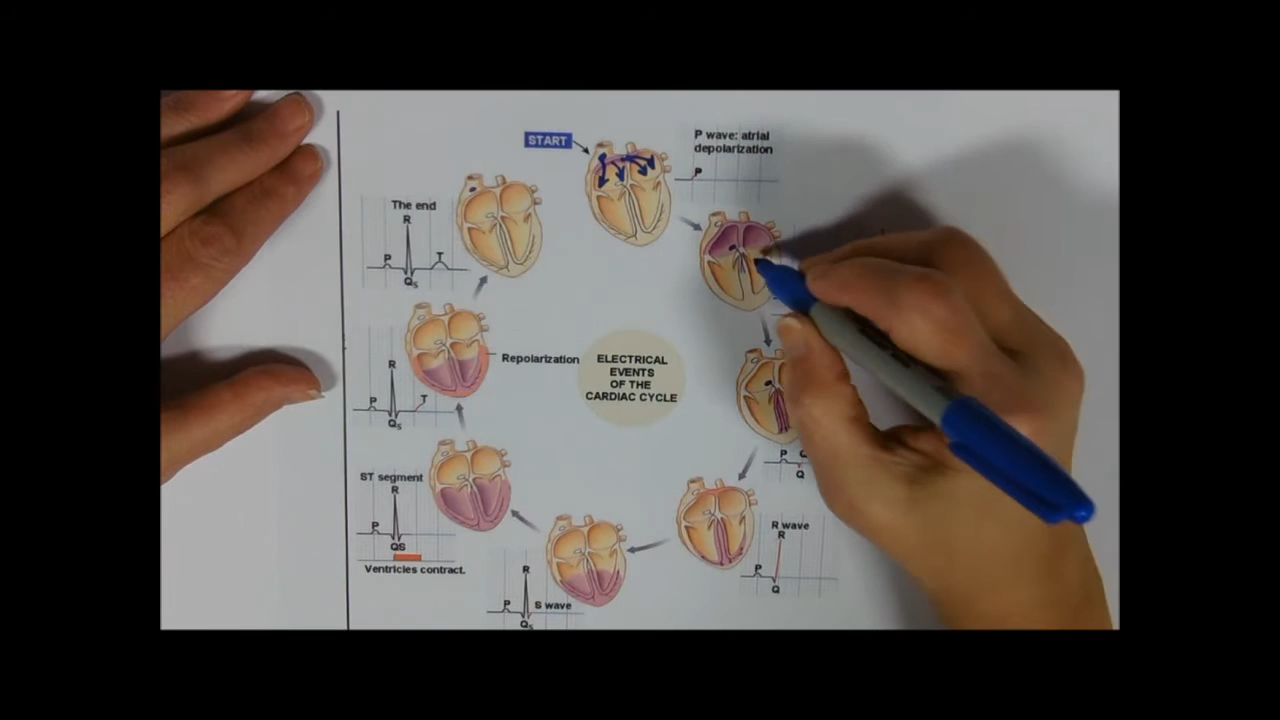 START
P wave: atrial
depolarization
P
The end
R
P
T
QS
Repolarization
R
P
T
QS
ELECTRICAL
EVENTS
OF THE
CARDIAC CYCLE
P
Q
ST segment
R
P
QS
Ventricles contract.
R wave
R
P
Q
R
P
S wave
QS